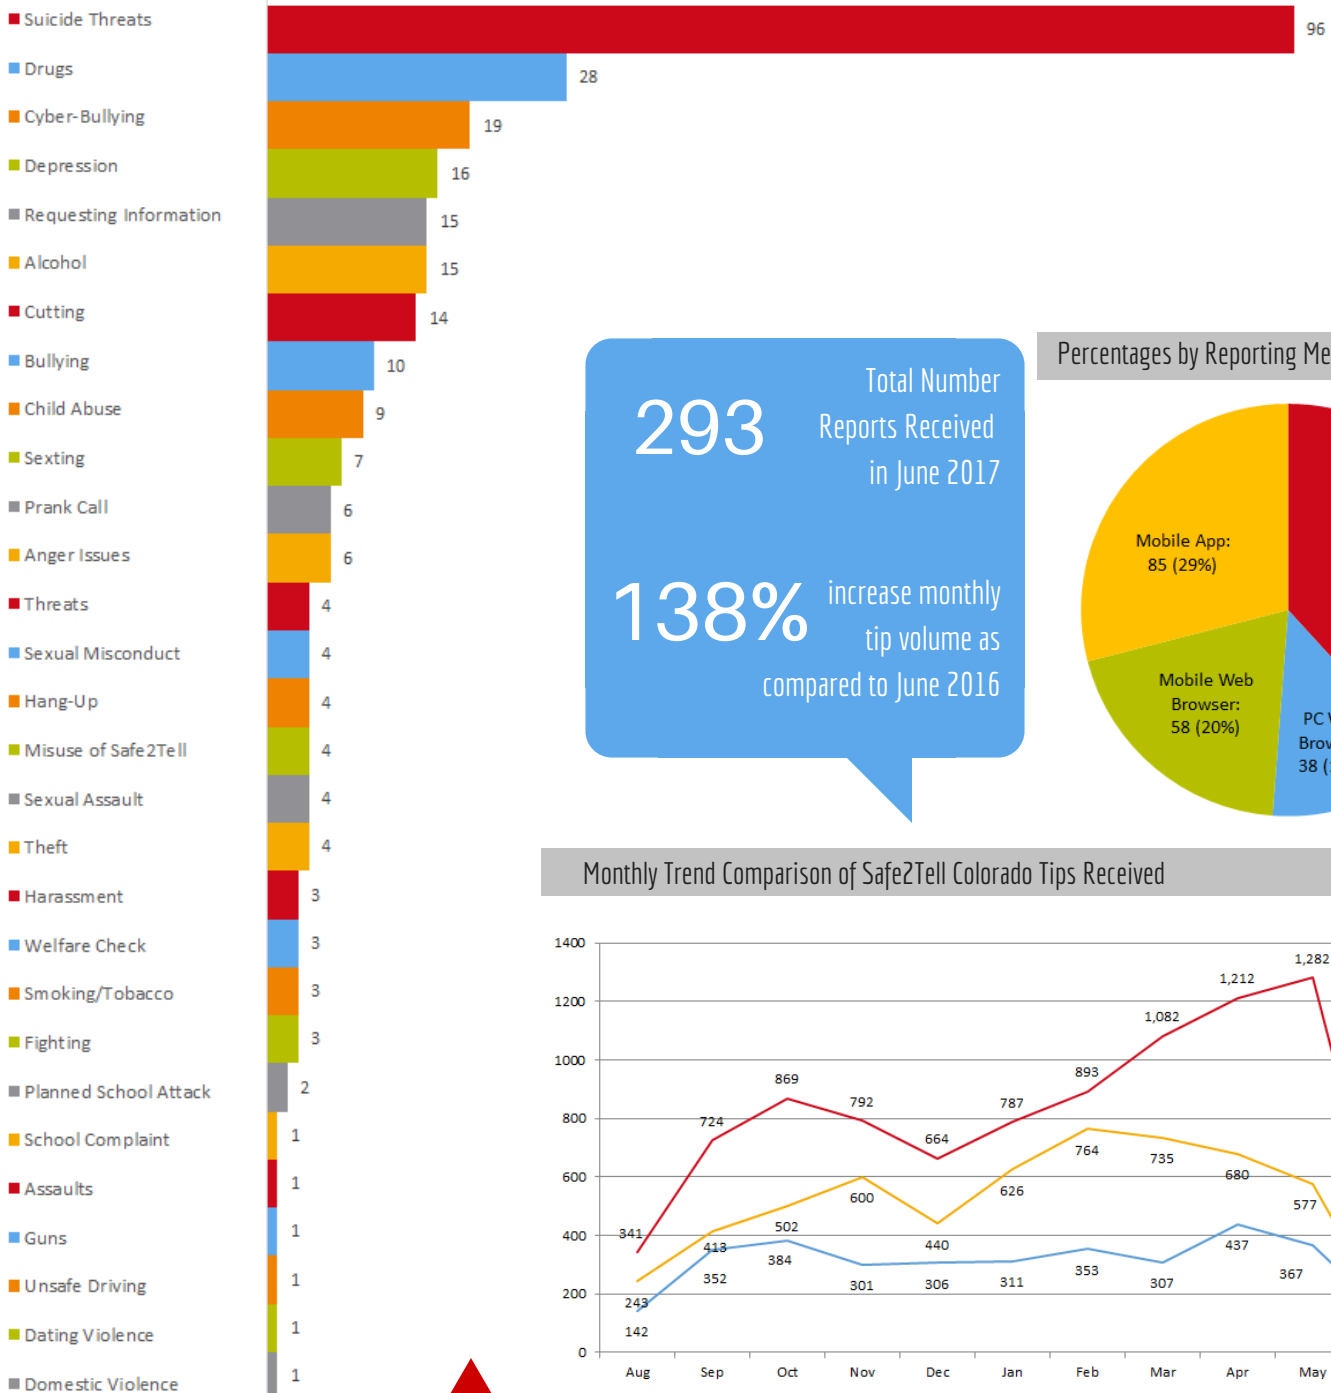 Suicide Threats
96
Drugs
28
Cyber-Bullying
19
Depression
16
Requesting Information
15
Alcohol
15
Cutting
14
Bullying
10
Child Abuse
9
Sexting
7
Prank Call
6
Anger Issues
6
Threats
4
Sexual Misconduct
4
Hang-Up
4
Misuse of Safe2Tell
4
Sexual Assault
4
Theft
4
Harassment
3
Welfare Check
3
Smoking/Tobacco
3
Fighting
3
Planned School Attack
2
School Complaint
1
Assaults
1
Guns
1
Unsafe Driving
1
Dating Violence
1
Domestic Violence
1
293
Total Number
Reports Received
in June 2017
138%
increase monthly
tip volume as
compared to June 2016
Percentages by Reporting Me
Mobile App:
85 (29%)
Mobile Web
Browser:
58 (20%)
PC
Brow
38 (
Monthly Trend Comparison of Safe2Tell Colorado Tips Received
1400
1200
1000
800
600
400
200
0
341
724
869
792
664
787
893
1,082
1,212
1,282
243
413
502
600
440
626
764
735
680
577
142
352
384
301
306
311
353
307
437
367
Aug
Sep
Oct
Nov
Dec
Jan
Feb
Mar
Apr
May